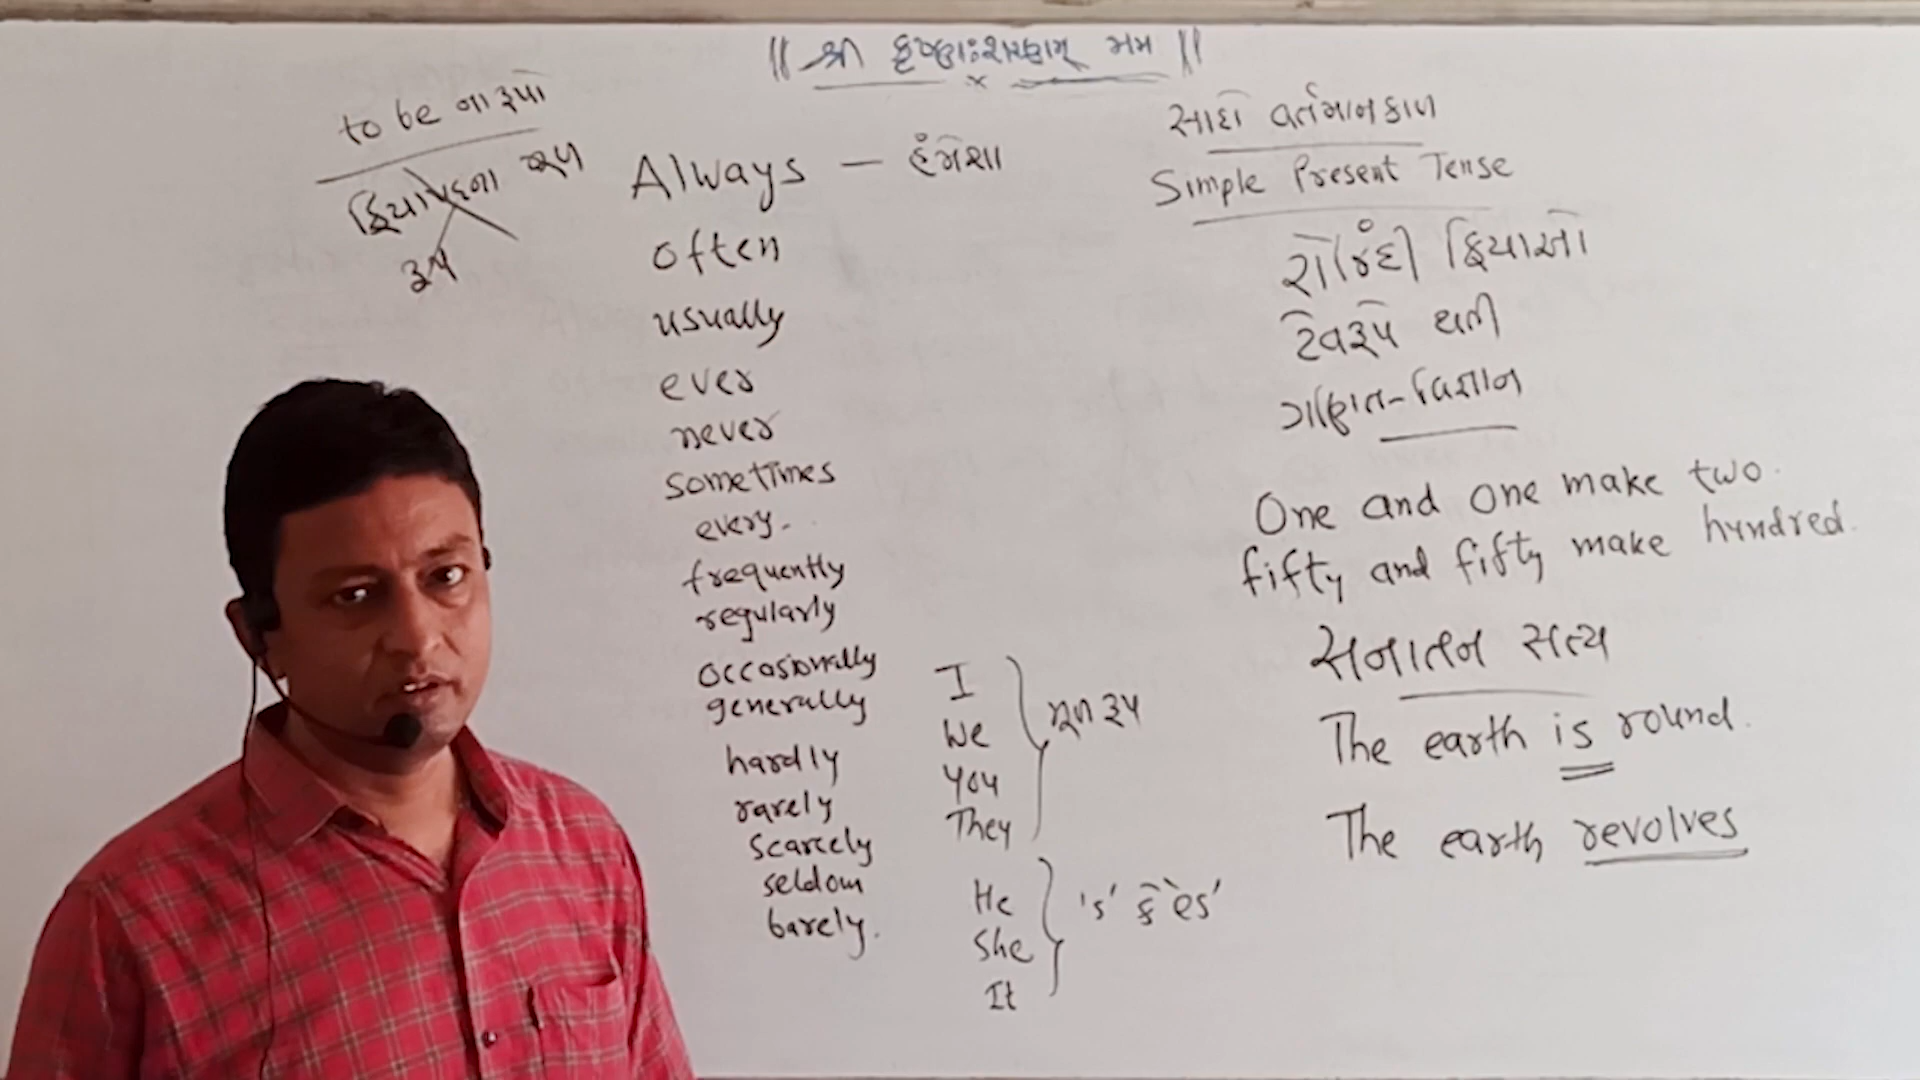 || શ્રી કૃષ્ણઃશરણમ્ મમ ||
to be ના રૂપો
ક્રિયાપદના મૂળ
રૂપ
Always – હંમેશા
often
usually
ever
never
sometimes
every-
frequently
regularly
occasionally
generally
hardly
rarely
scarcely
seldom
barely.
I
We
You
They
મૂળ રૂપ
He
She
It
's' કે 'es'
સાદો વર્તમાનકાળ
Simple Present Tense
રોજિંદી ક્રિયાઓ
ટેવરૂપે થતી
ગણિત-વિજ્ઞાન
One and One make two.
fifty and fifty make hundred.
સનાતન સત્ય
The earth is round.
The earth revolves